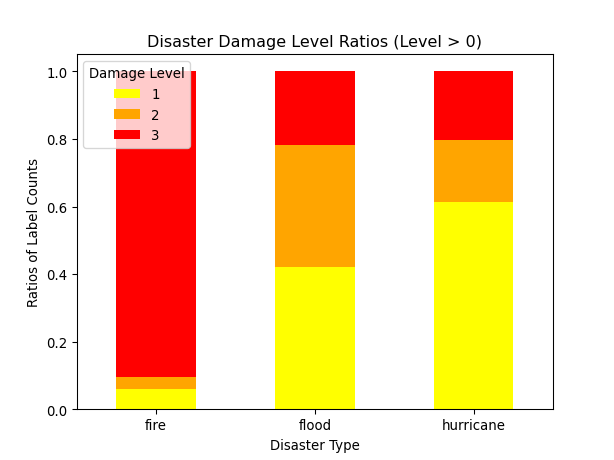 Disaster Damage Level Ratios (Level > 0)
Damage Level
1
2
3
1.0
0.8
0.6
0.4
0.2
0.0
Ratios of Label Counts
fire flood hurricane
Disaster Type